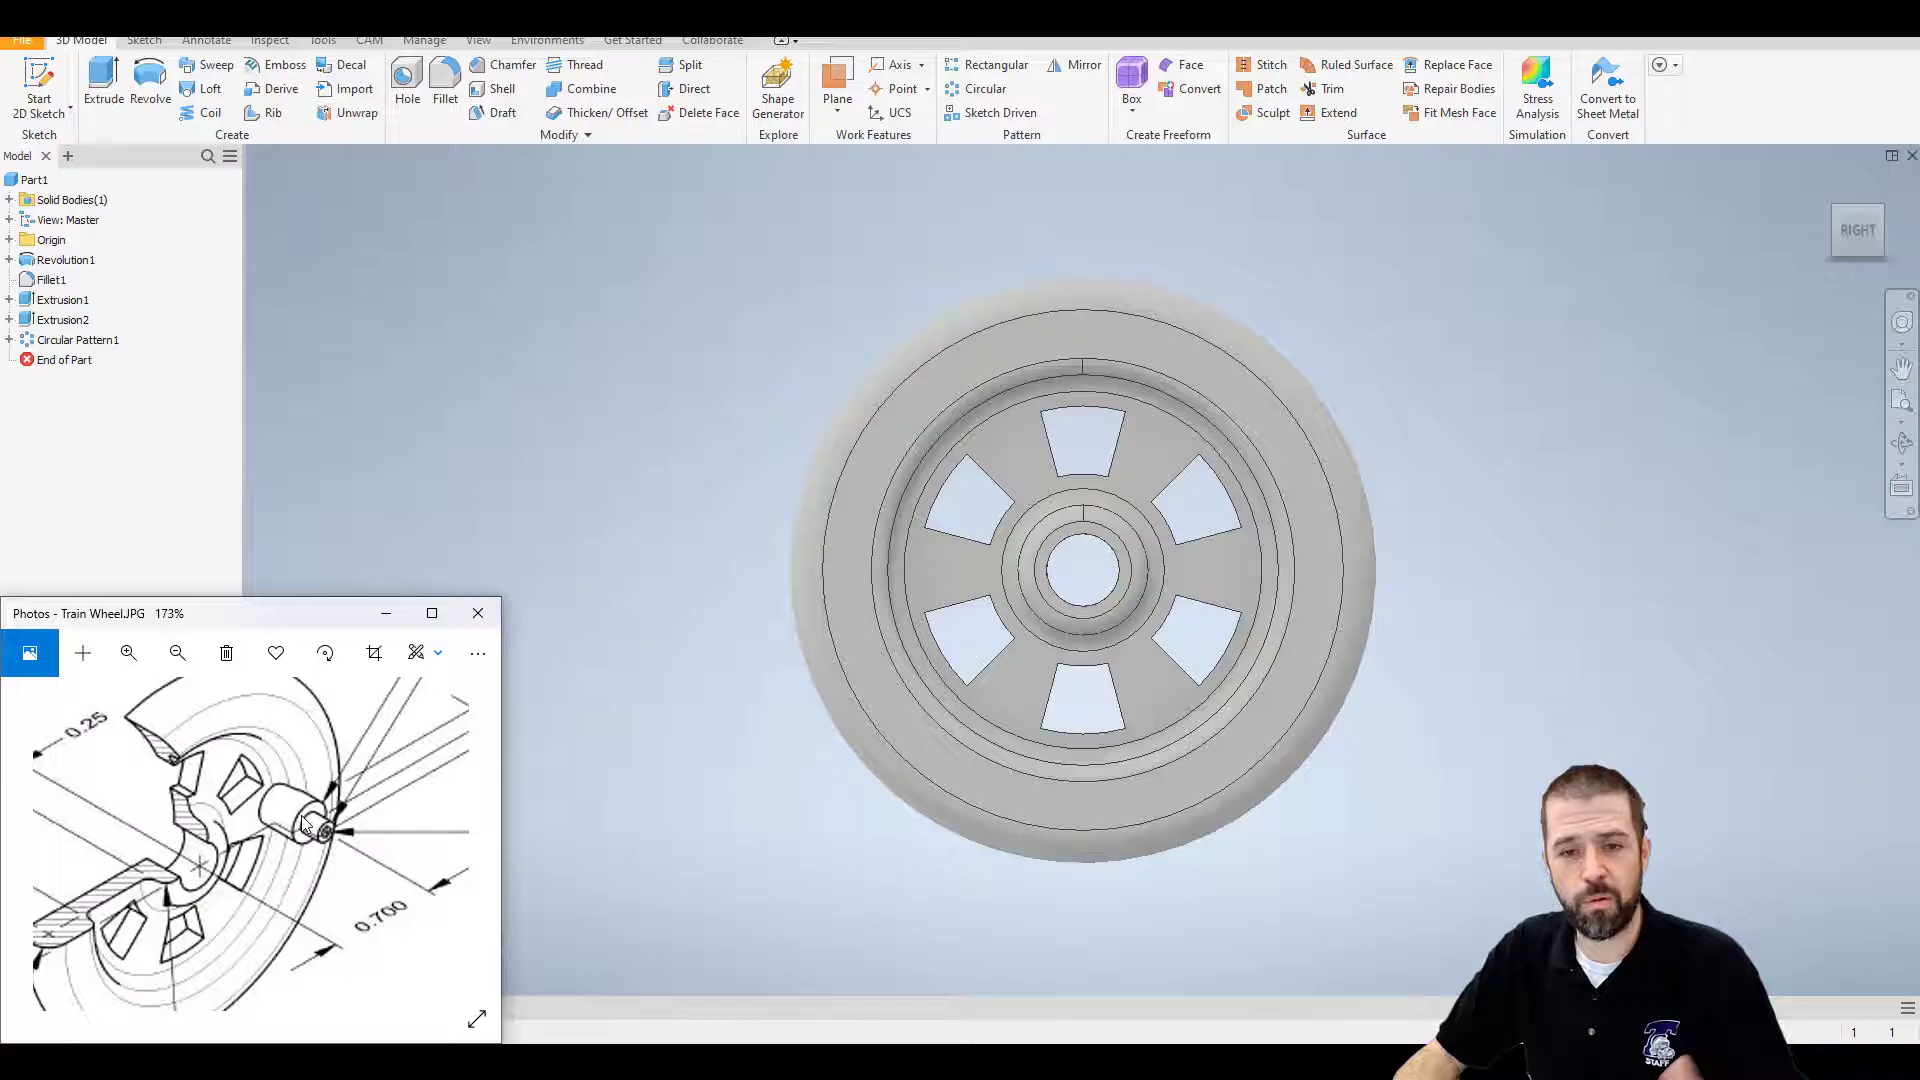 File 3D Model Sketch Annotate Inspect Tools CAM Manage View Environments Get Started Collaborate
Start
2D Sketch
Sketch
Extrude
Revolve
Sweep
Loft
Coil
Emboss
Derive
Rib
Decal
Import
Unwrap
Create
Hole
Fillet
Chamfer
Shell
Draft
Thread
Combine
Thicken/ Offset
Split
Direct
Delete Face
Modify
Shape
Generator
Explore
Plane
Axis
Point
UCS
Work Features
Rectangular
Circular
Sketch Driven
Mirror
Pattern
Box
Face
Convert
Create Freeform
Stitch
Patch
Sculpt
Ruled Surface
Trim
Extend
Replace Face
Repair Bodies
Fit Mesh Face
Surface
Stress
Analysis
Simulation
Convert to
Sheet Metal
Convert
Model
Part1
Solid Bodies(1)
View: Master
Origin
Revolution1
Fillet1
Extrusion1
Extrusion2
Circular Pattern1
End of Part
RIGHT
Photos - Train Wheel.JPG 173%
0.25
0.700
STAFF
1 1